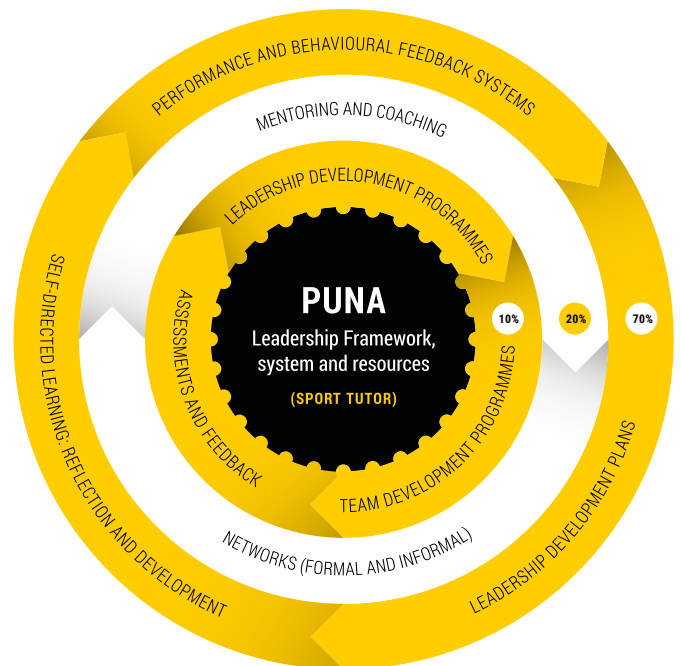 PERFORMANCE AND BEHAVIOURAL FEEDBACK SYSTEMS
MENTORING AND COACHING
LEADERSHIP DEVELOPMENT PROGRAMMES
PUNA
Leadership Framework,
system and resources
(SPORT TUTOR)
10%
20%
70%
ASSESSMENTS AND FEEDBACK
TEAM DEVELOPMENT PROGRAMMES
SELF-DIRECTED LEARNING: REFLECTION AND DEVELOPMENT
LEADERSHIP DEVELOPMENT PLANS
NETWORKS (FORMAL AND INFORMAL)